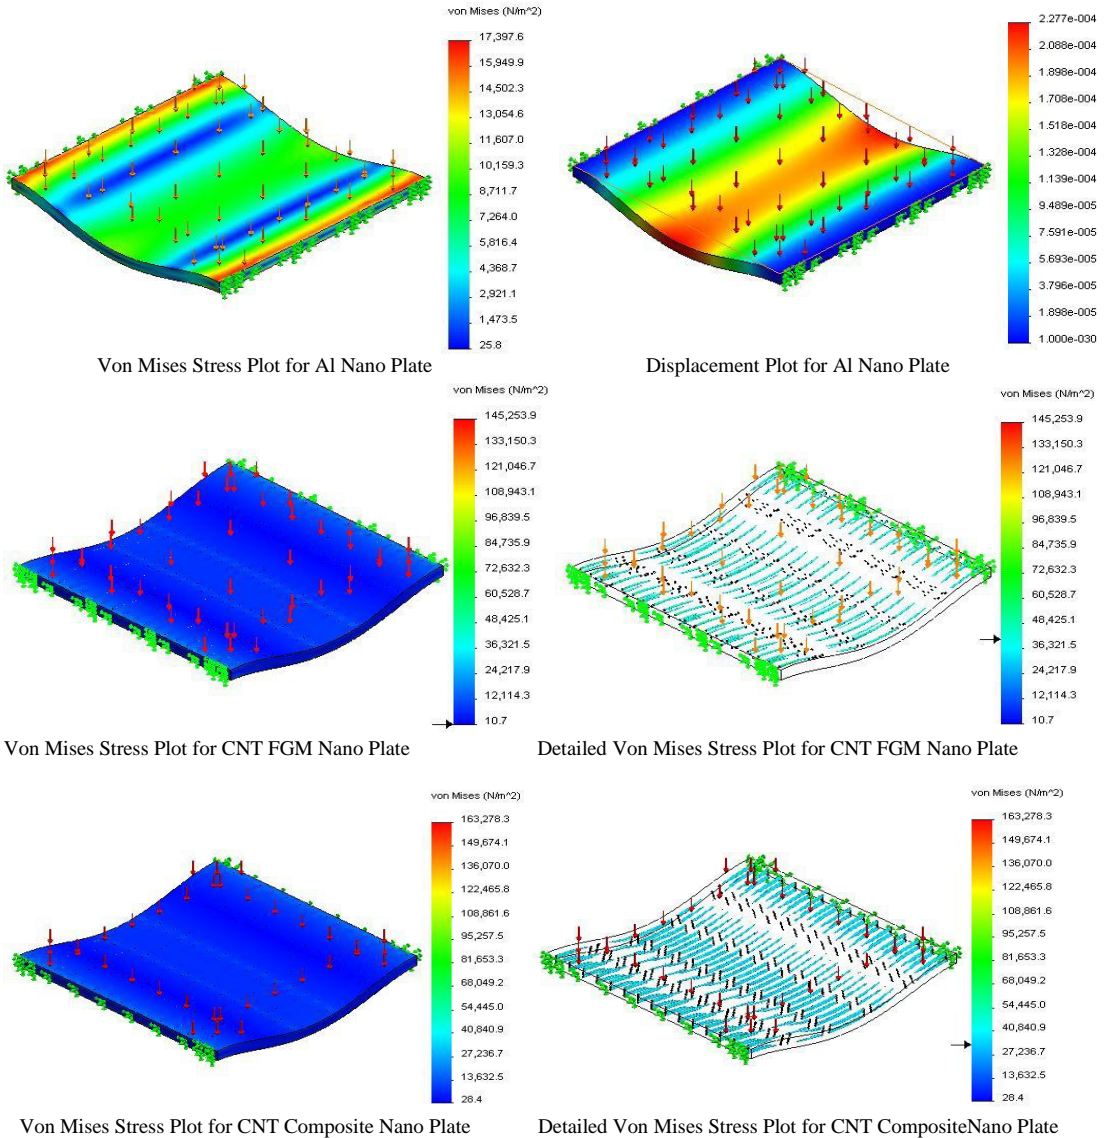 von Mises (N/m^2)
17,397.6
15,949.9
14,502.3
13,054.6
11,607.0
10,159.3
8,711.7
7,264.0
5,816.4
4,368.7
2,921.1
1,473.5
25.8
2.277e-004
2.088e-004
1.898e-004
1.708e-004
1.518e-004
1.328e-004
1.139e-004
9.489e-005
7.591e-005
5.693e-005
3.796e-005
1.898e-005
1.000e-030
Von Mises Stress Plot for Al Nano Plate
Displacement Plot for Al Nano Plate
von Mises (N/m^2)
145,253.9
133,150.3
121,046.7
108,943.1
96,839.5
84,735.9
72,632.3
60,528.7
48,425.1
36,321.5
24,217.9
12,114.3
10.7
von Mises (N/m^2)
145,253.9
133,150.3
121,046.7
108,943.1
96,839.5
84,735.9
72,632.3
60,528.7
48,425.1
36,321.5
24,217.9
12,114.3
10.7
Von Mises Stress Plot for CNT FGM Nano Plate
Detailed Von Mises Stress Plot for CNT FGM Nano Plate
von Mises (N/m^2)
163,278.3
149,674.1
136,070.0
122,465.8
108,861.6
95,257.5
81,653.3
68,049.2
54,445.0
40,840.9
27,236.7
13,632.5
28.4
von Mises (N/m^2)
163,278.3
149,674.1
136,070.0
122,465.8
108,861.6
95,257.5
81,653.3
68,049.2
54,445.0
40,840.9
27,236.7
13,632.5
28.4
Von Mises Stress Plot for CNT Composite Nano Plate
Detailed Von Mises Stress Plot for CNT CompositeNano Plate